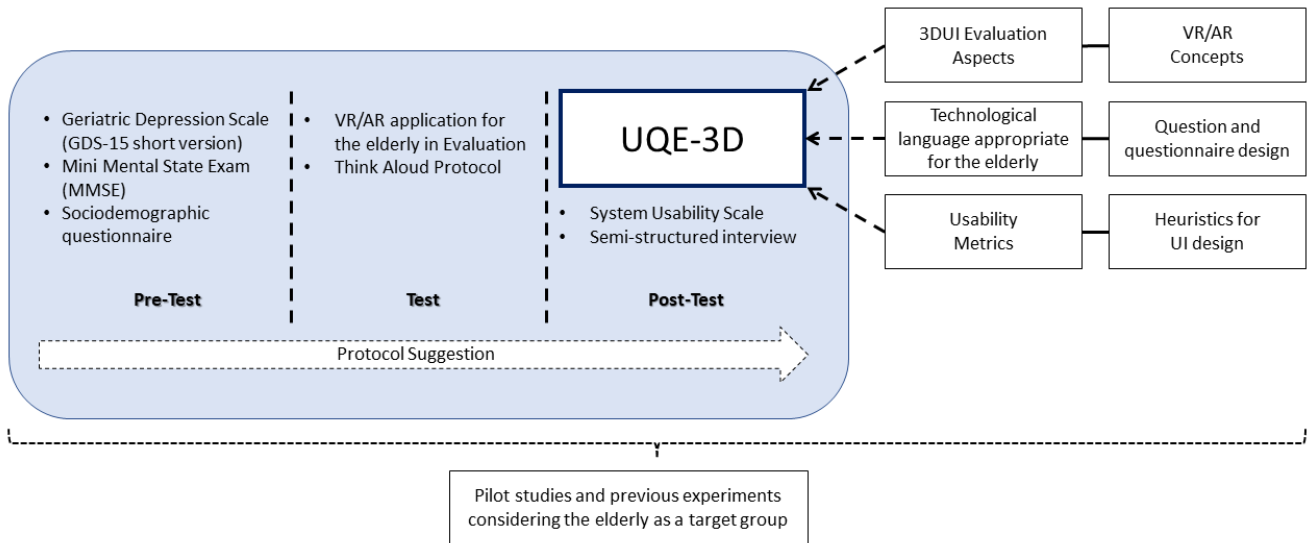 • Geriatric Depression Scale
(GDS-15 short version)
• Mini Mental State Exam
(MMSE)
• Sociodemographic
questionnaire
Pre-Test
• VR/AR application for
the elderly in Evaluation
• Think Aloud Protocol
Test
UQE-3D
• System Usability Scale
• Semi-structured interview
Post-Test
Protocol Suggestion
3DUI Evaluation
Aspects
VR/AR
Concepts
Technological
language appropriate
for the elderly
Question and
questionnaire design
Usability
Metrics
Heuristics for
UI design
Pilot studies and previous experiments
considering the elderly as a target group